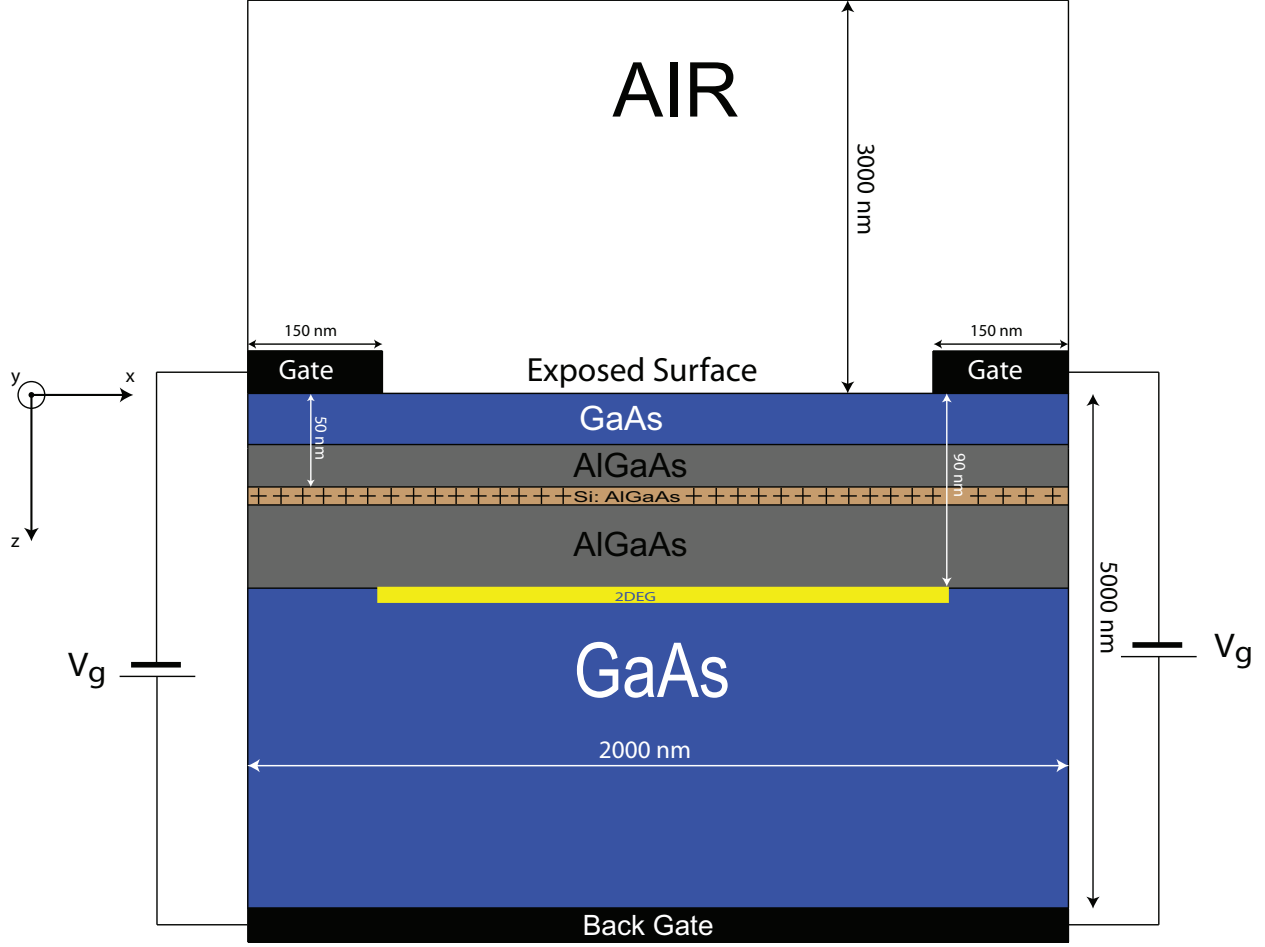 AIR
3000 nm
150 nm
150 nm
Gate
Exposed Surface
Gate
y
x
z
GaAs
50 nm
AlGaAs
90 nm
Si: AlGaAs
AlGaAs
2DEG
5000 nm
GaAs
Vg
Vg
2000 nm
Back Gate